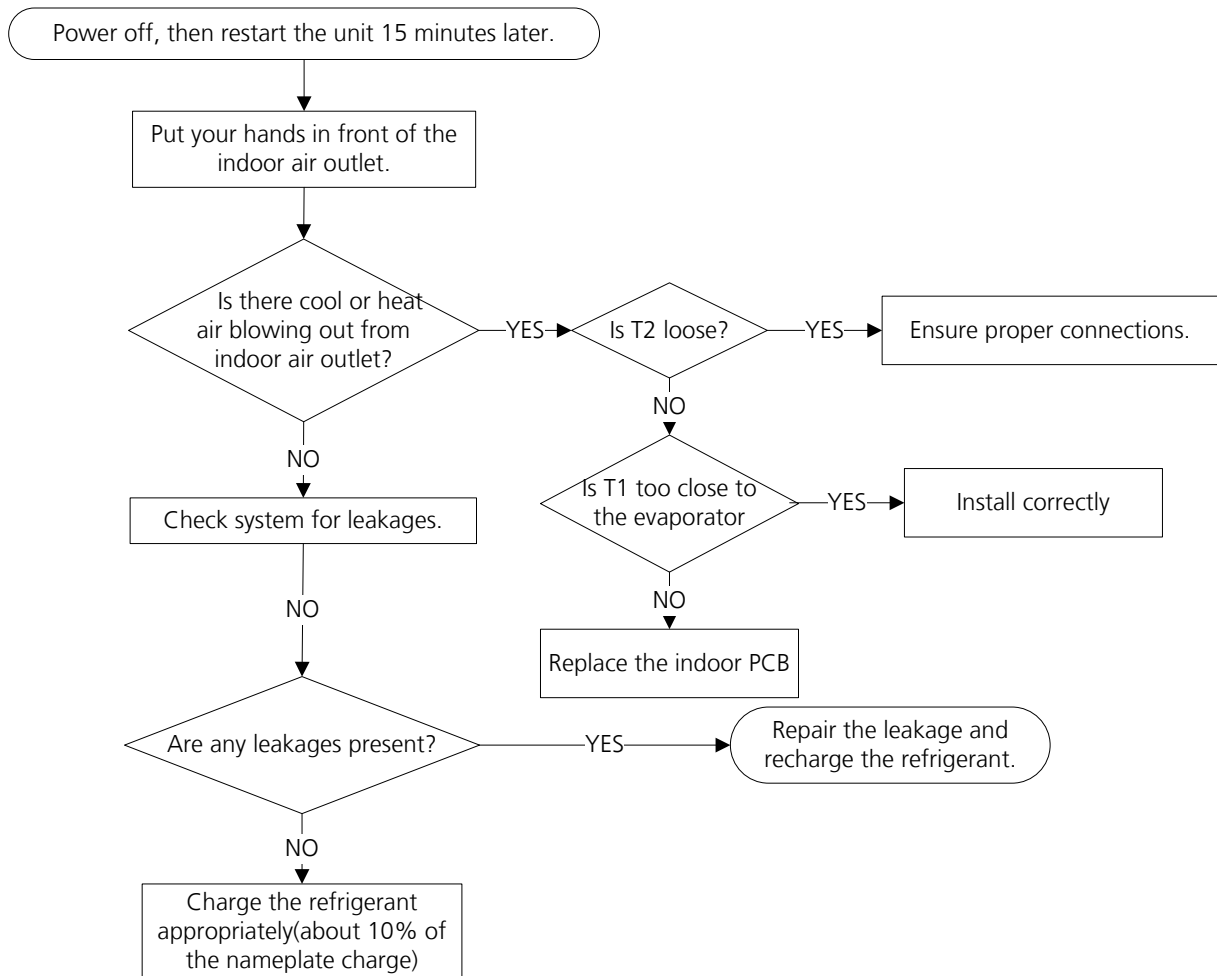 Power off, then restart the unit 15 minutes later.
Put your hands in front of the
indoor air outlet.
Is there cool or heat
air blowing out from
indoor air outlet?
YES
Is T2 loose?
YES
Ensure proper connections.
NO
Is T1 too close to
the evaporator
YES
Install correctly
NO
Replace the indoor PCB
NO
Check system for leakages.
NO
Are any leakages present?
YES
Repair the leakage and
recharge the refrigerant.
NO
Charge the refrigerant
appropriately(about 10% of
the nameplate charge)